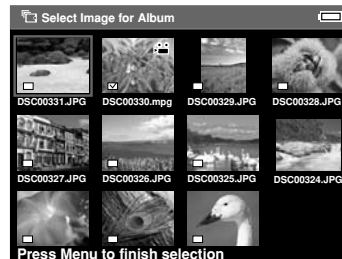 Select Image for Album
DSC00331.JPG DSC00330.mpg DSC00329.JPG DSC00328.JPG
DSC00327.JPG DSC00326.JPG DSC00325.JPG DSC00324.JPG
Press Menu to finish selection